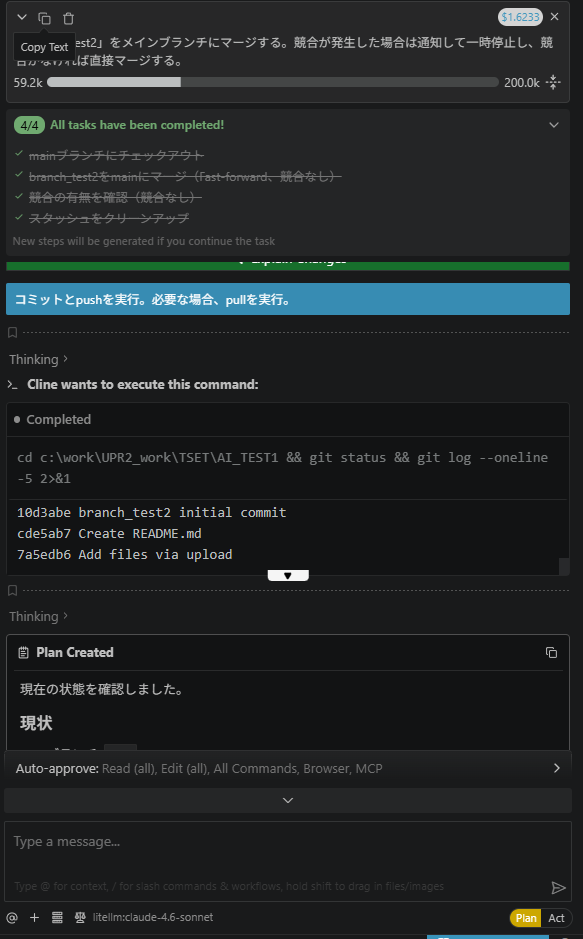 $1.6233
Copy Text
test2」をメインブランチにマージする。競合が発生した場合は通知して一時停止し、競
なければ直接マージする。
59.2k 200.0k
4/4 All tasks have been completed!
mainブランチにチェックアウト
branch_test2をmainにマージ（Fast-forward、競合なし）
競合の有無を確認（競合なし）
スタッシュをクリーンアップ
New steps will be generated if you continue the task
Explain Changes
コミットとpushを実行。必要な場合、pullを実行。
Thinking
Cline wants to execute this command:
Completed
cd c:\work\UPR2_work\TSET\AI_TEST1 && git status && git log --oneline
-5 2>&1
10d3abe branch_test2 initial commit
cde5ab7 Create README.md
7a5edb6 Add files via upload
Thinking
Plan Created
現在の状態を確認しました。
現状
Auto-approve: Read (all), Edit (all), All Commands, Browser, MCP
Type a message...
Type @ for context, / for slash commands & workflows, hold shift to drag in files/images
litellm:claude-4.6-sonnet
Plan Act